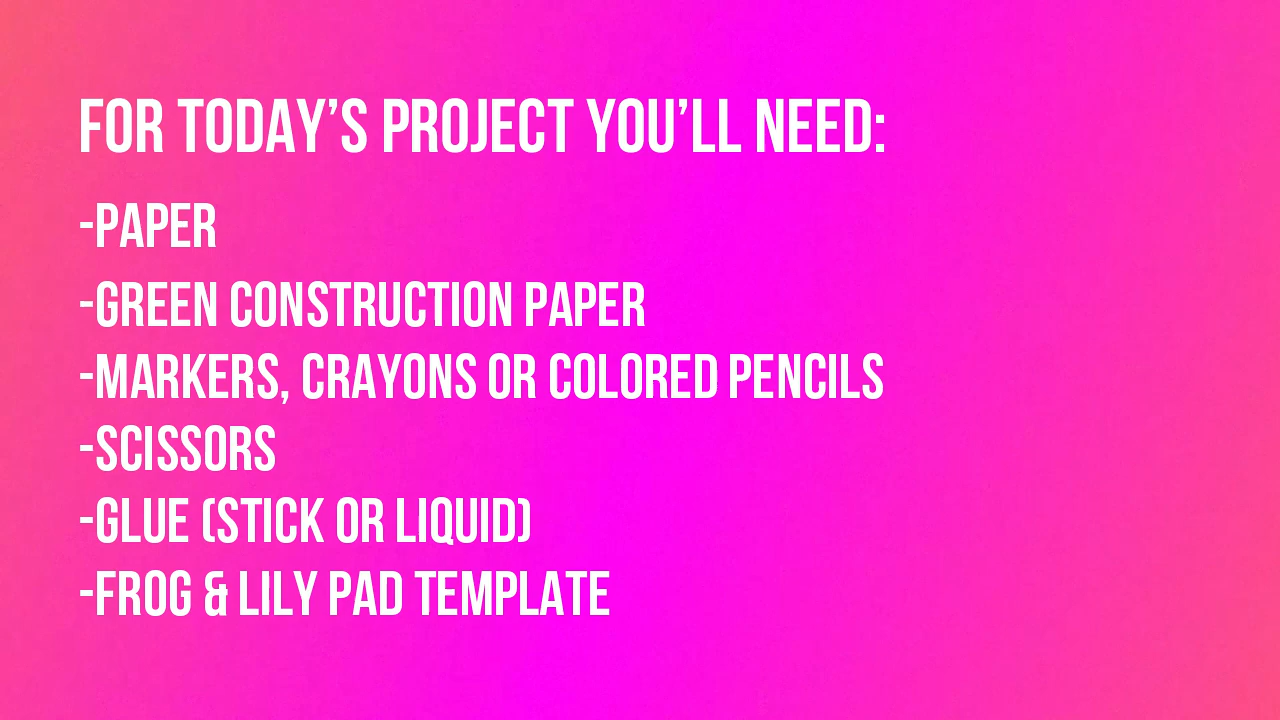 FOR TODAY’S PROJECT YOU’LL NEED:
-PAPER
-GREEN CONSTRUCTION PAPER
-MARKERS, CRAYONS OR COLORED PENCILS
-SCISSORS
-GLUE (STICK OR LIQUID)
-FROG & LILY PAD TEMPLATE